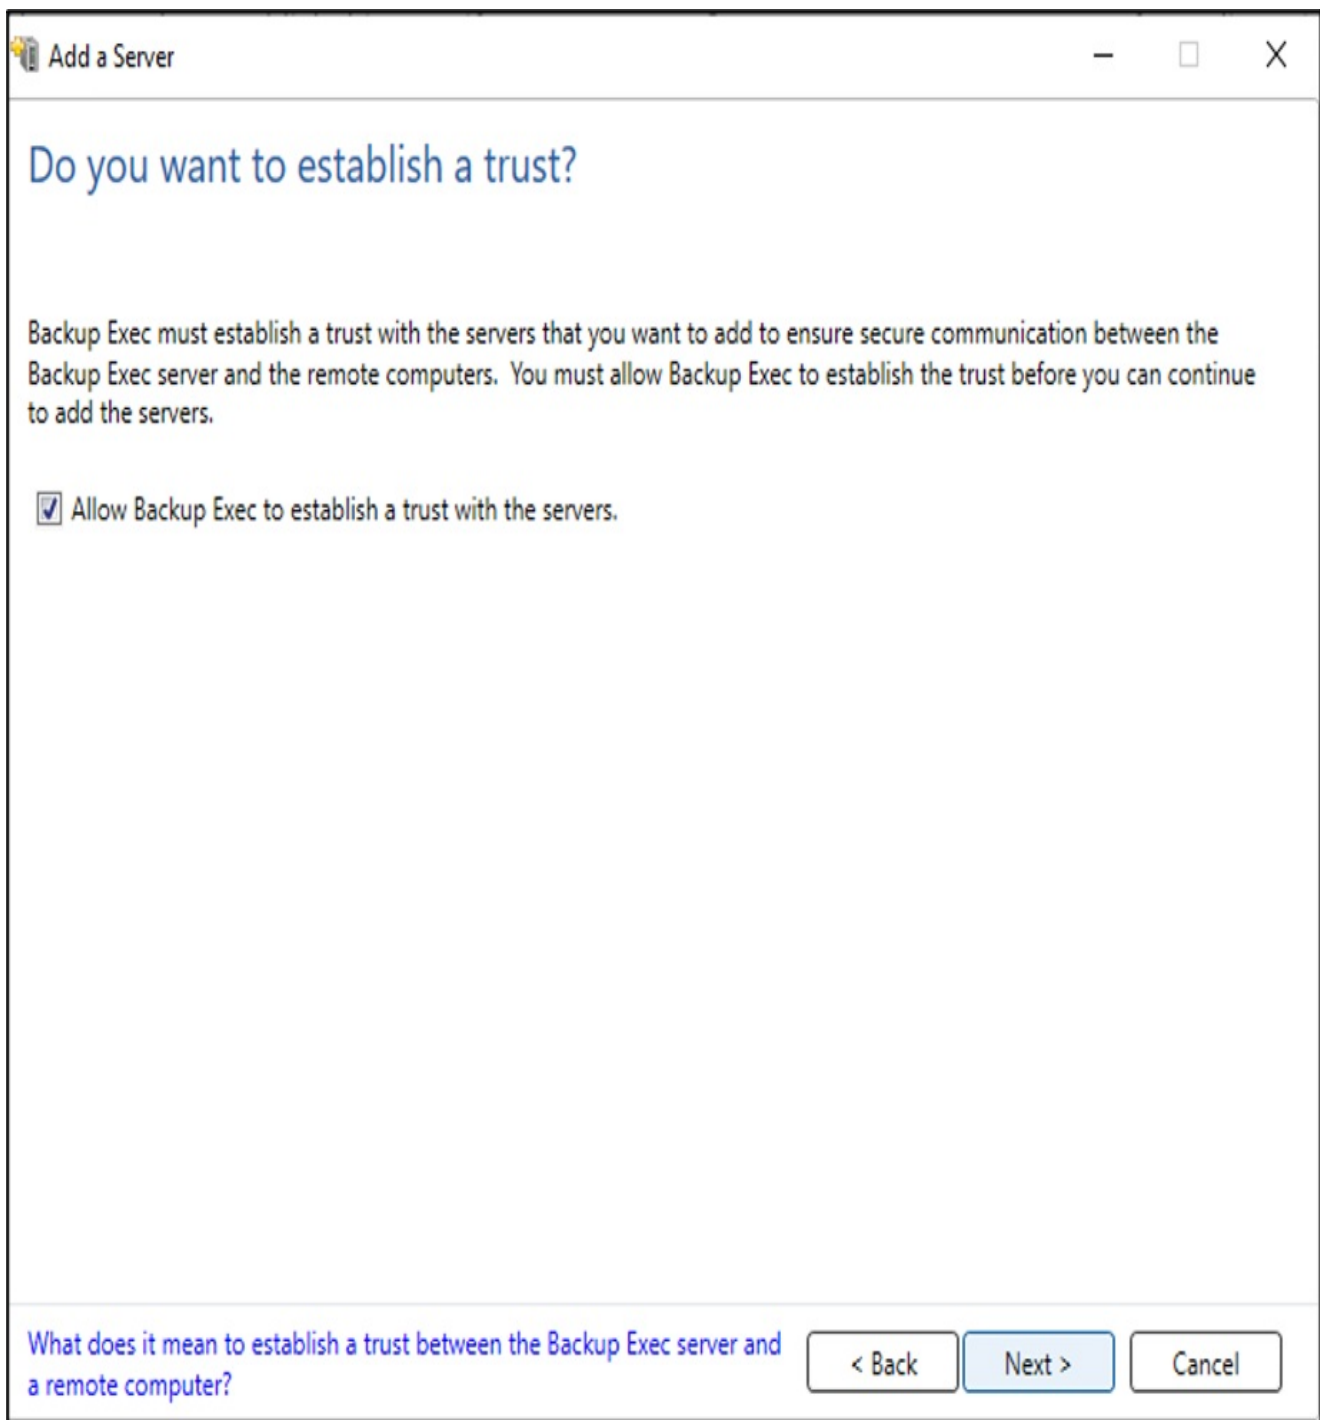 Add a Server
Do you want to establish a trust?
Backup Exec must establish a trust with the servers that you want to add to ensure secure communication between the
Backup Exec server and the remote computers.  You must allow Backup Exec to establish the trust before you can continue
to add the servers.
Allow Backup Exec to establish a trust with the servers.
What does it mean to establish a trust between the Backup Exec server and
a remote computer?
< Back
Next >
Cancel